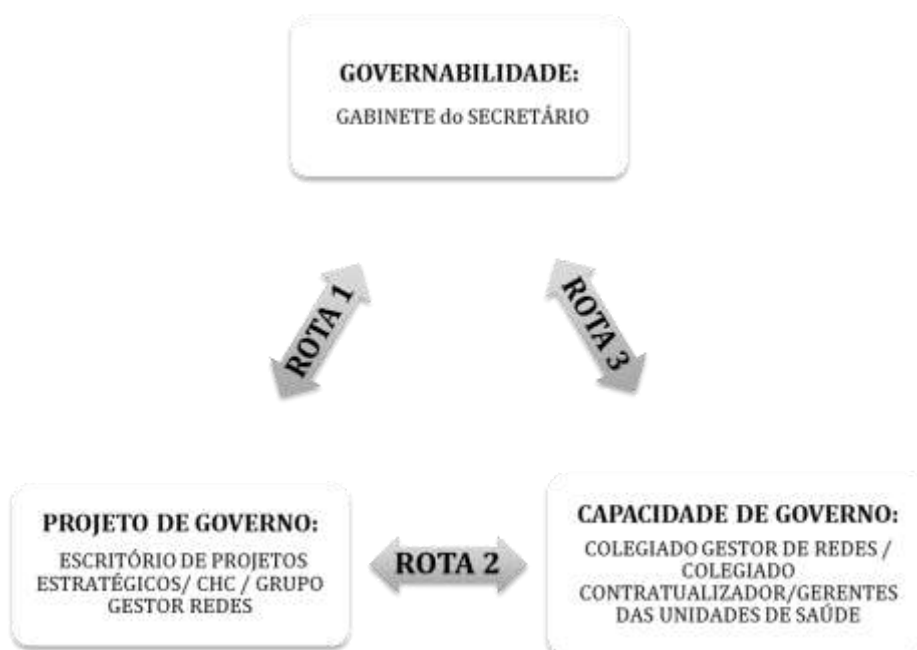 GOVERNABILIDADE:
GABINETE do SECRETÁRIO
ROTA 1
ROTA 3
PROJETO DE GOVERNO:
ESCRITÓRIO DE PROJETOS
ESTRATÉGICOS/ CHC / GRUPO
GESTOR REDES
ROTA 2
CAPACIDADE DE GOVERNO:
COLEGIADO GESTOR DE REDES /
COLEGIADO
CONTRATUALIZADOR/GERENTES
DAS UNIDADES DE SAÚDE